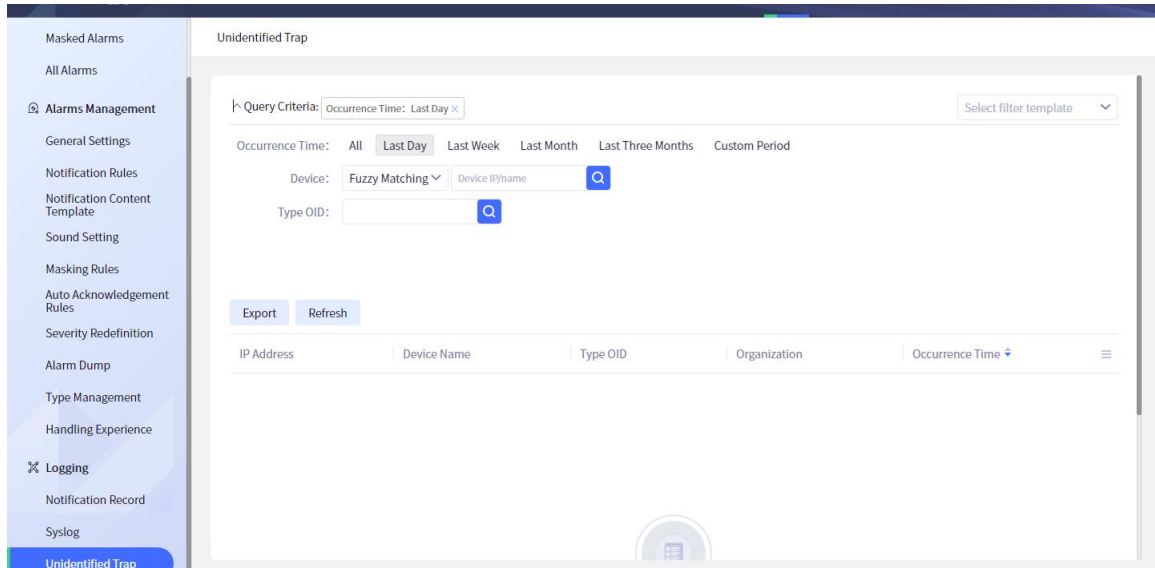 Masked Alarms
All Alarms
Alarms Management
General Settings
Notification Rules
Notification Content
Template
Sound Setting
Masking Rules
Auto Acknowledgement
Rules
Severity Redefinition
Alarm Dump
Type Management
Handling Experience
Logging
Notification Record
Syslog
Unidentified Trap
Unidentified Trap
Query Criteria: Occurrence Time: Last Day × Select filter template
Occurrence Time: All Last Day Last Week Last Month Last Three Months Custom Period
Device: Fuzzy Matching Device IP/name
Type OID:
Export Refresh
IP Address Device Name Type OID Organization Occurrence Time